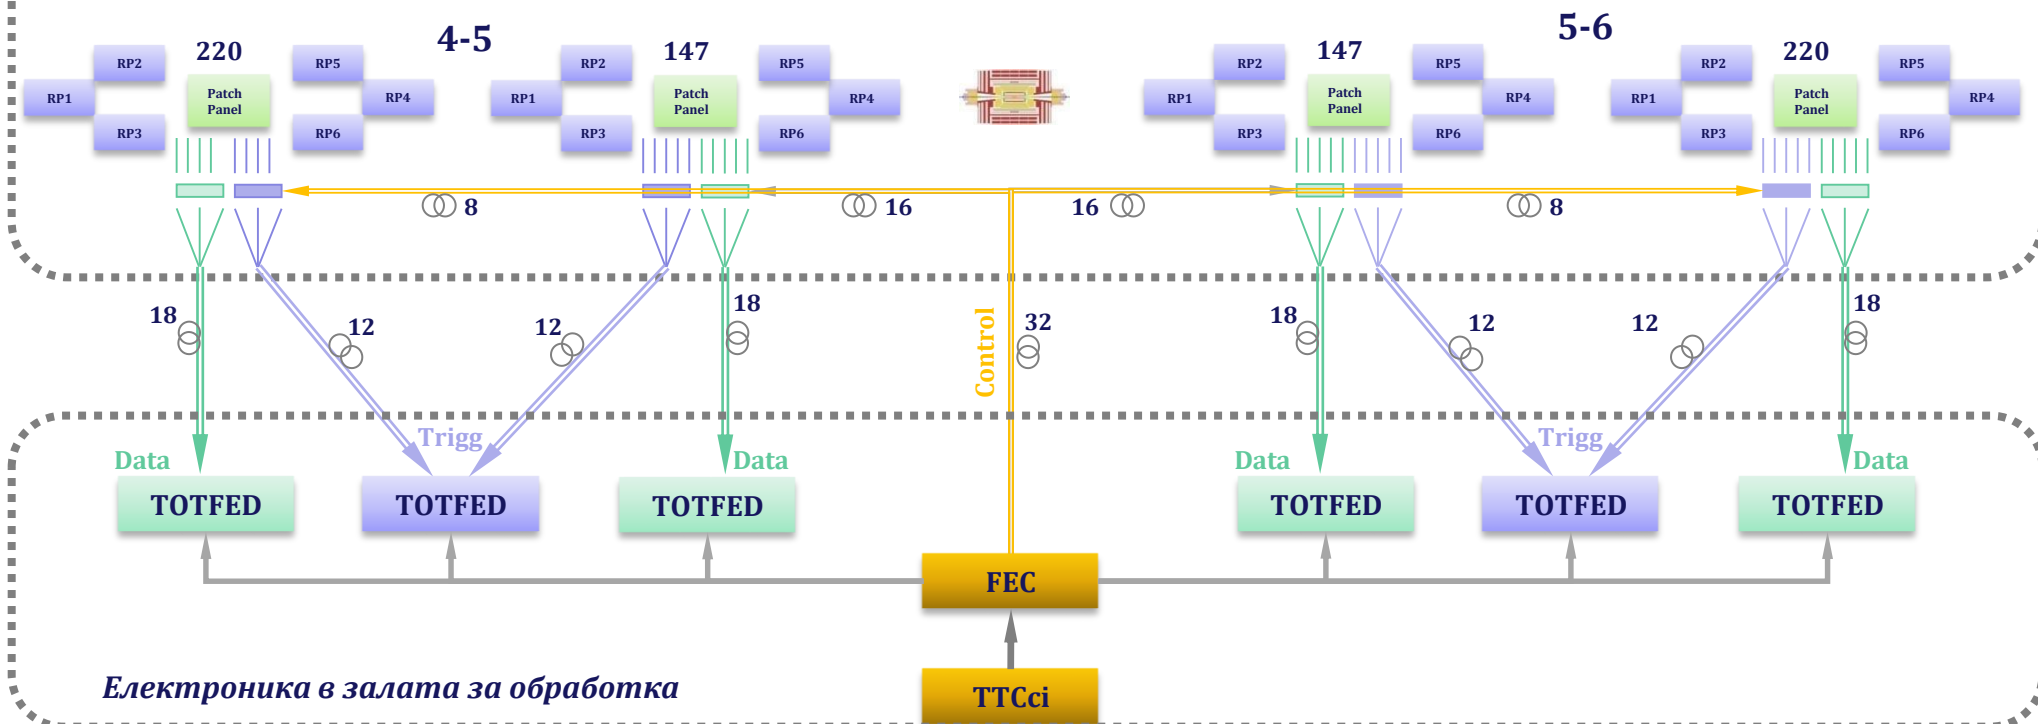 4-5
5-6
220
147
147
220
RP2
RP5
RP2
RP5
RP2
RP5
RP2
RP5
RP1
Patch
Panel
RP4
RP1
Patch
Panel
RP4
RP1
Patch
Panel
RP4
RP1
Patch
Panel
RP4
RP3
RP6
RP3
RP6
RP3
RP6
RP3
RP6
8
16
16
8
18
12
12
18
Control
32
18
12
12
18
Data
Trigg
Data
Data
Trigg
Data
TOTFED
TOTFED
TOTFED
TOTFED
TOTFED
TOTFED
FEC
Електроника в залата за обработка
TTCci